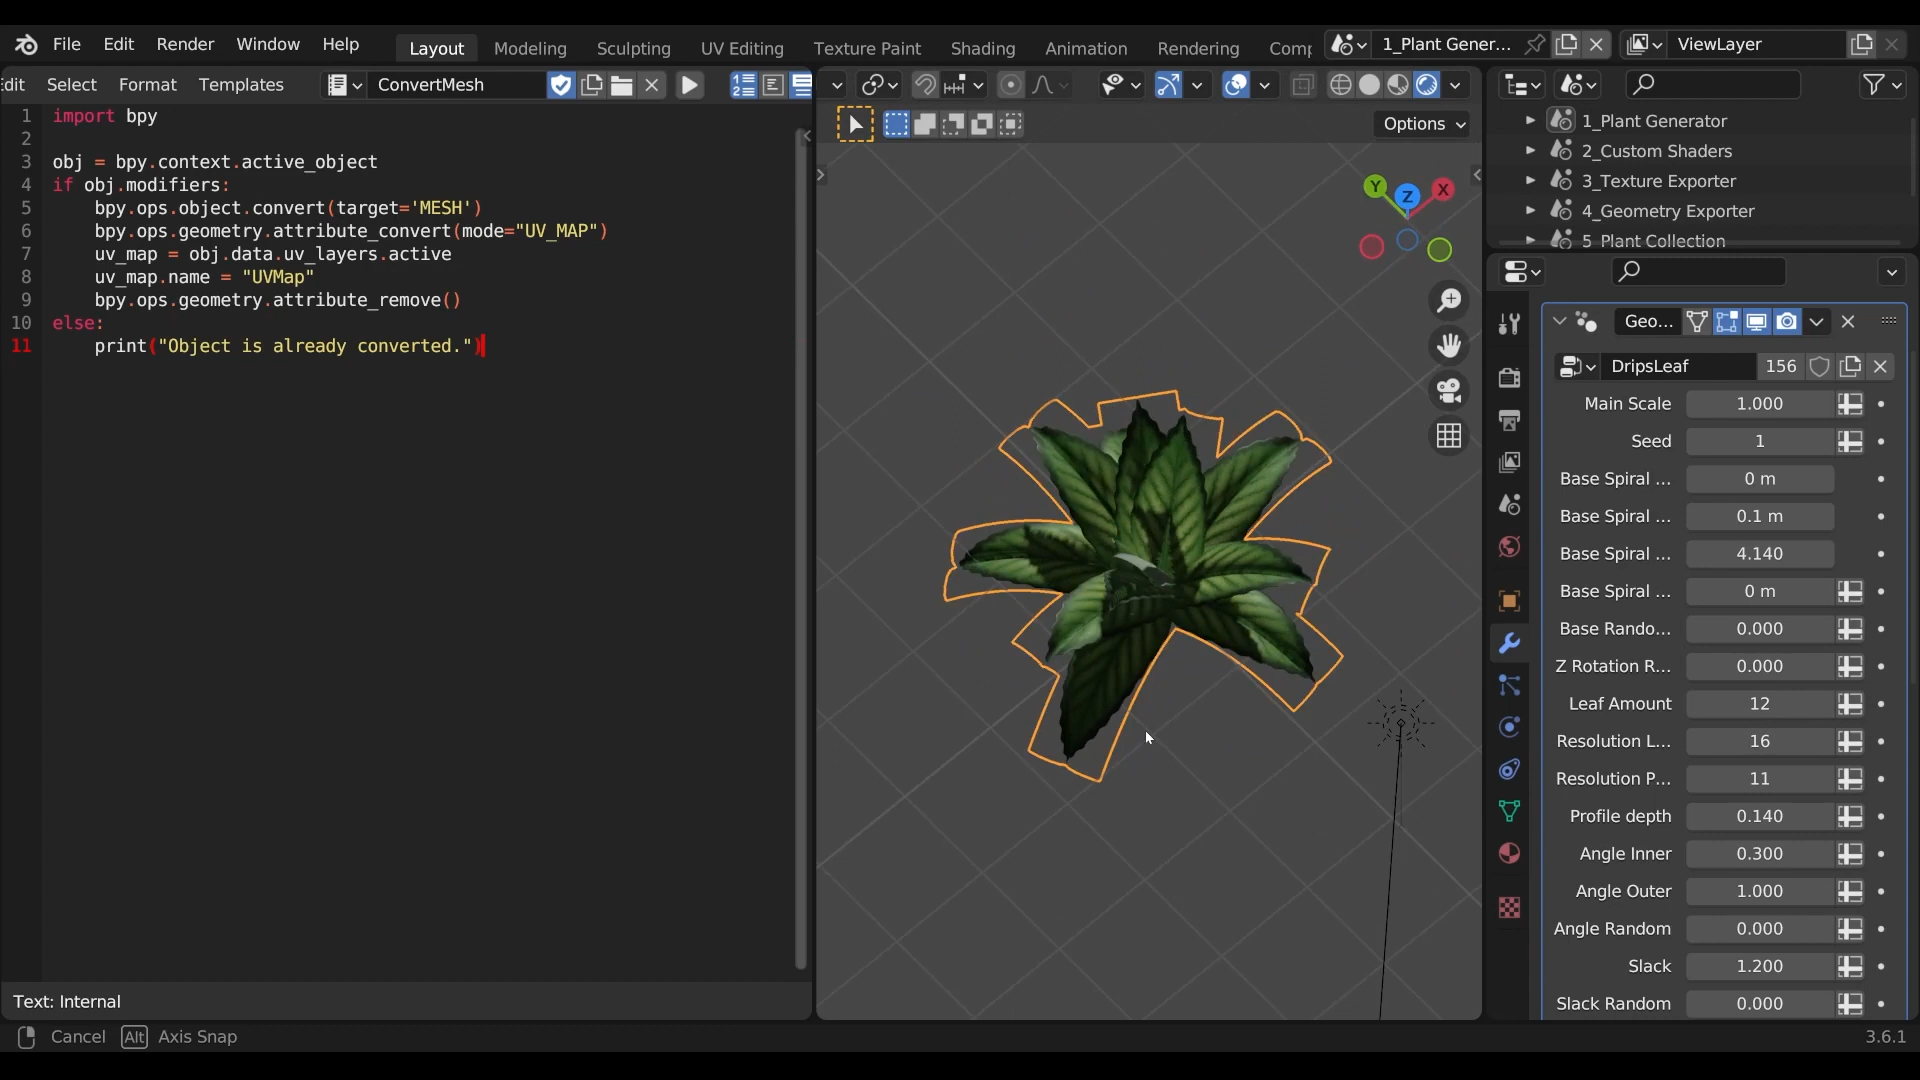 File Edit Render Window Help Layout Modeling Sculpting UV Editing Texture Paint Shading Animation Rendering Comp 1_Plant Gener... ViewLayer
dit Select Format Templates ConvertMesh
1 import bpy
2
3 obj = bpy.context.active_object
4 if obj.modifiers:
5 bpy.ops.object.convert(target='MESH')
6 bpy.ops.geometry.attribute_convert(mode="UV_MAP")
7 uv_map = obj.data.uv_layers.active
8 uv_map.name = "UVMap"
9 bpy.ops.geometry.attribute_remove()
10 else:
11 print("Object is already converted.")
Text: Internal
Options
Y
Z
X
1_Plant Generator
2_Custom Shaders
3_Texture Exporter
4_Geometry Exporter
5_Plant Collection
Geo...
DripsLeaf 156
Main Scale 1.000
Seed 1
Base Spiral ... 0 m
Base Spiral ... 0.1 m
Base Spiral ... 4.140
Base Spiral ... 0 m
Base Rando... 0.000
Z Rotation R... 0.000
Leaf Amount 12
Resolution L... 16
Resolution P... 11
Profile depth 0.140
Angle Inner 0.300
Angle Outer 1.000
Angle Random 0.000
Slack 1.200
Slack Random 0.000
Cancel Alt Axis Snap 3.6.1